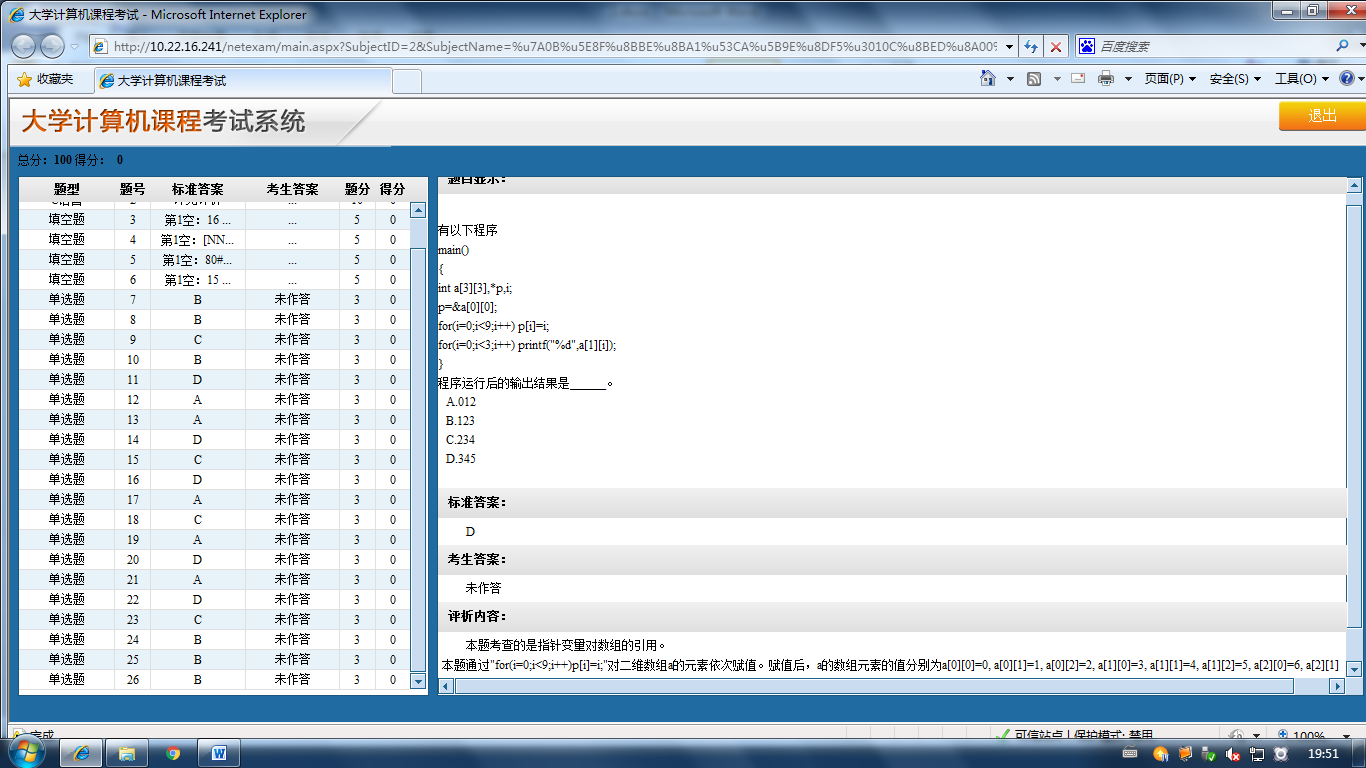 大学计算机课程考试 - Microsoft Internet Explorer
http://10.22.16.241/netexam/main.aspx?SubjectID=2&SubjectName=%u7A0B%u5E8F%u8BBE%u8BA1%u53CA%u5B9E%u8DF5%u3010C%u8BED%u8A00%
百度搜索
收藏夹
大学计算机课程考试
页面(P)
安全(S)
工具(O)
大学计算机课程考试系统
退出
总分：100 得分： 0
题型 题号 标准答案 考生答案 题分 得分
填空题 3 第1空：16 ... ... 5 0
填空题 4 第1空：[NN... ... 5 0
填空题 5 第1空：80#... ... 5 0
填空题 6 第1空：15 ... ... 5 0
单选题 7 B 未作答 3 0
单选题 8 B 未作答 3 0
单选题 9 C 未作答 3 0
单选题 10 B 未作答 3 0
单选题 11 D 未作答 3 0
单选题 12 A 未作答 3 0
单选题 13 A 未作答 3 0
单选题 14 D 未作答 3 0
单选题 15 C 未作答 3 0
单选题 16 D 未作答 3 0
单选题 17 A 未作答 3 0
单选题 18 C 未作答 3 0
单选题 19 A 未作答 3 0
单选题 20 D 未作答 3 0
单选题 21 A 未作答 3 0
单选题 22 D 未作答 3 0
单选题 23 C 未作答 3 0
单选题 24 B 未作答 3 0
单选题 25 B 未作答 3 0
单选题 26 B 未作答 3 0
题目显示：
有以下程序
main()
{
int a[3][3],*p,i;
p=&a[0][0];
for(i=0;i<9;i++) p[i]=i;
for(i=0;i<3;i++) printf("%d",a[1][i]);
}
程序运行后的输出结果是______。
A.012
B.123
C.234
D.345
标准答案：
D
考生答案：
未作答
评析内容：
本题考查的是指针变量对数组的引用。
本题通过"for(i=0;i<9;i++)p[i]=i;"对二维数组a的元素依次赋值。赋值后，a的数组元素的值分别为a[0][0]=0, a[0][1]=1, a[0][2]=2, a[1][0]=3, a[1][1]=4, a[1][2]=5, a[2][0]=6, a[2][1]
完成
可信站点 | 保护模式: 禁用
100%
19:51